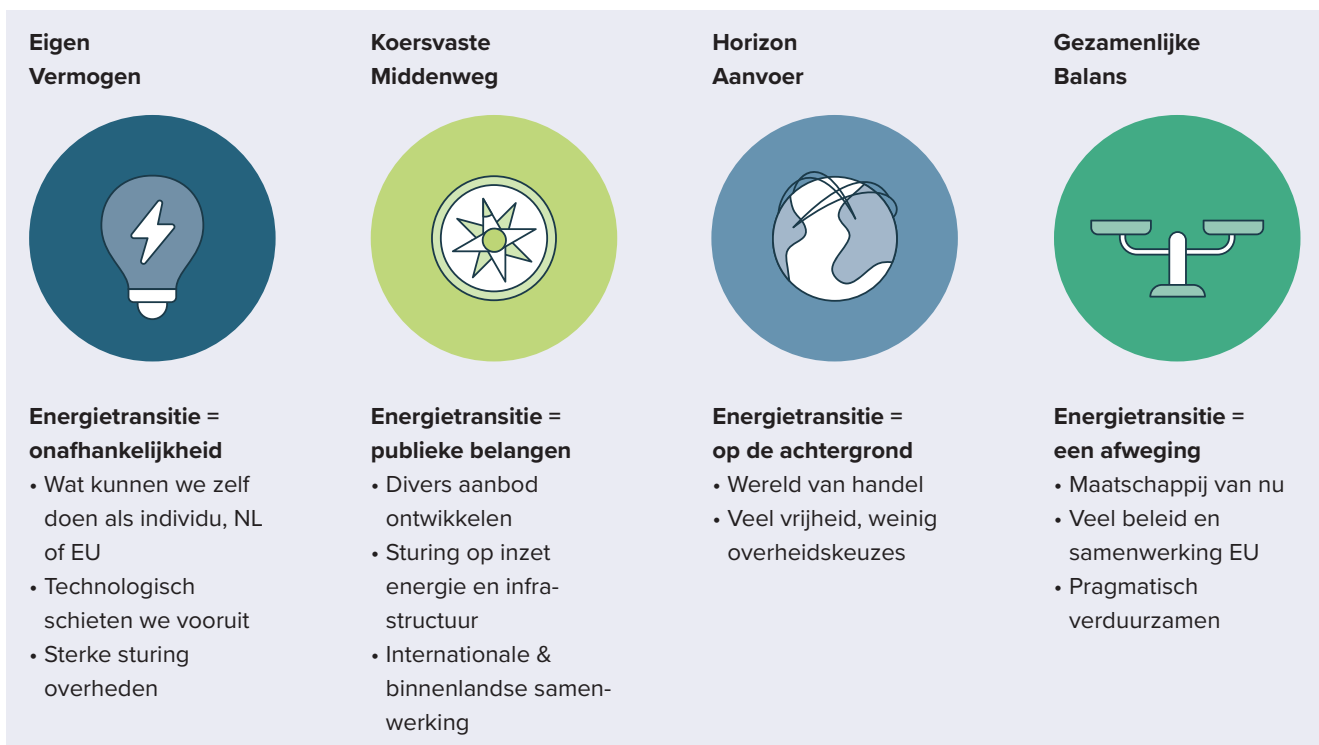 Eigen
Vermogen
Energietransitie =
onafhankelijkheid
• Wat kunnen we zelf
doen als individu, NL
of EU
• Technologisch
schieten we vooruit
• Sterke sturing
overheden
Koersvaste
Middenweg
Energietransitie =
publieke belangen
• Divers aanbod
ontwikkelen
• Sturing op inzet
energie en infra-
structuur
• Internationale &
binnenlandse samen-
werking
Horizon
Aanvoer
Energietransitie =
op de achtergrond
• Wereld van handel
• Veel vrijheid, weinig
overheidskeuzes
Gezamenlijke
Balans
Energietransitie =
een afweging
• Maatschappij van nu
• Veel beleid en
samenwerking EU
• Pragmatisch
verduurzamen